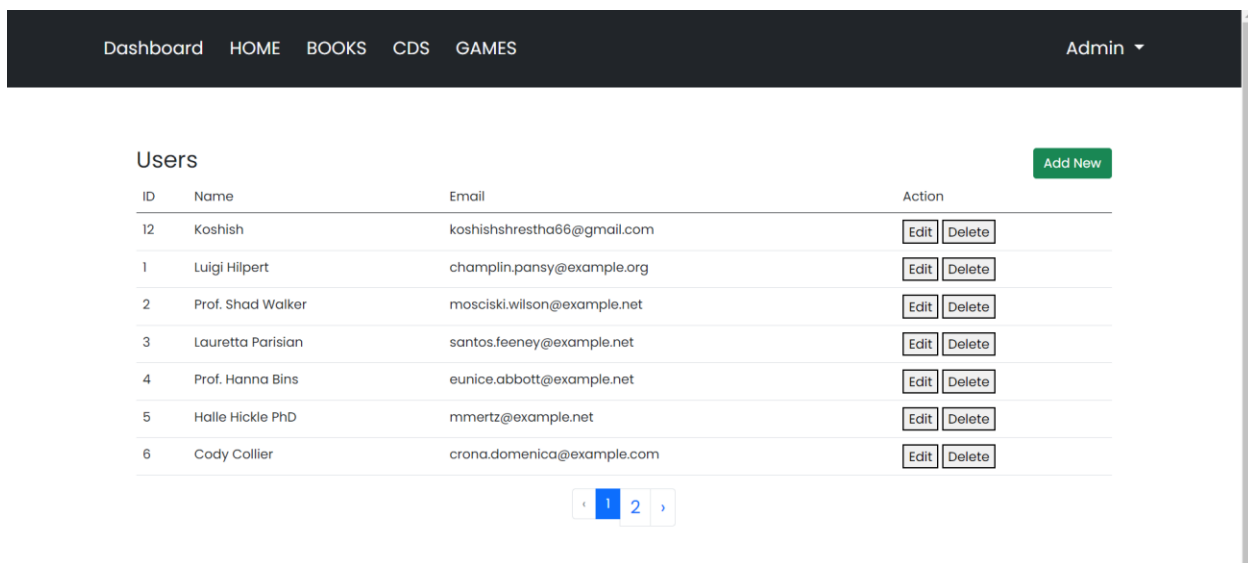 Dashboard HOME BOOKS CDS GAMES Admin
Users Add New
ID Name Email Action
12 Koshish koshishshrestha66@gmail.com Edit Delete
1 Luigi Hilpert champlin.pansy@example.org Edit Delete
2 Prof. Shad Walker mosciski.wilson@example.net Edit Delete
3 Lauretta Parisian santos.feeney@example.net Edit Delete
4 Prof. Hanna Bins eunice.abbott@example.net Edit Delete
5 Halle Hickle PhD mmertz@example.net Edit Delete
6 Cody Collier crona.domenica@example.com Edit Delete
‹ 1 2 ›